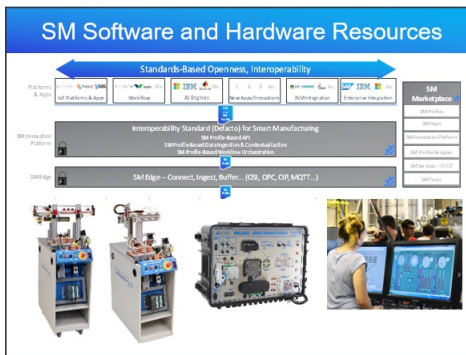 SM Software and Hardware Resources
Standards-Based Openness, Interoperability
Platforms & Apps
IoT Platforms & Apps
Workflow
AI Engines
New Apps/Innovations
PLM Integration
Enterprise Integration
IBM
SAP
IBM
SM Marketplace
SM Profiles
SM Apps
SM Innovation Platform
SM Profile Designer
SM Services – IT/OT
SM Tools
SM Innovation Platform
Interoperability Standard (Defacto) for Smart Manufacturing
SM Profile-Based API
SM Profile-Based Data Ingestion & Contextualization
SM Profile-Based Workflow Orchestration
SM Edge
SM Edge – Connect, Ingest, Buffer... (OSI, OPC, CIP, MQTT...)